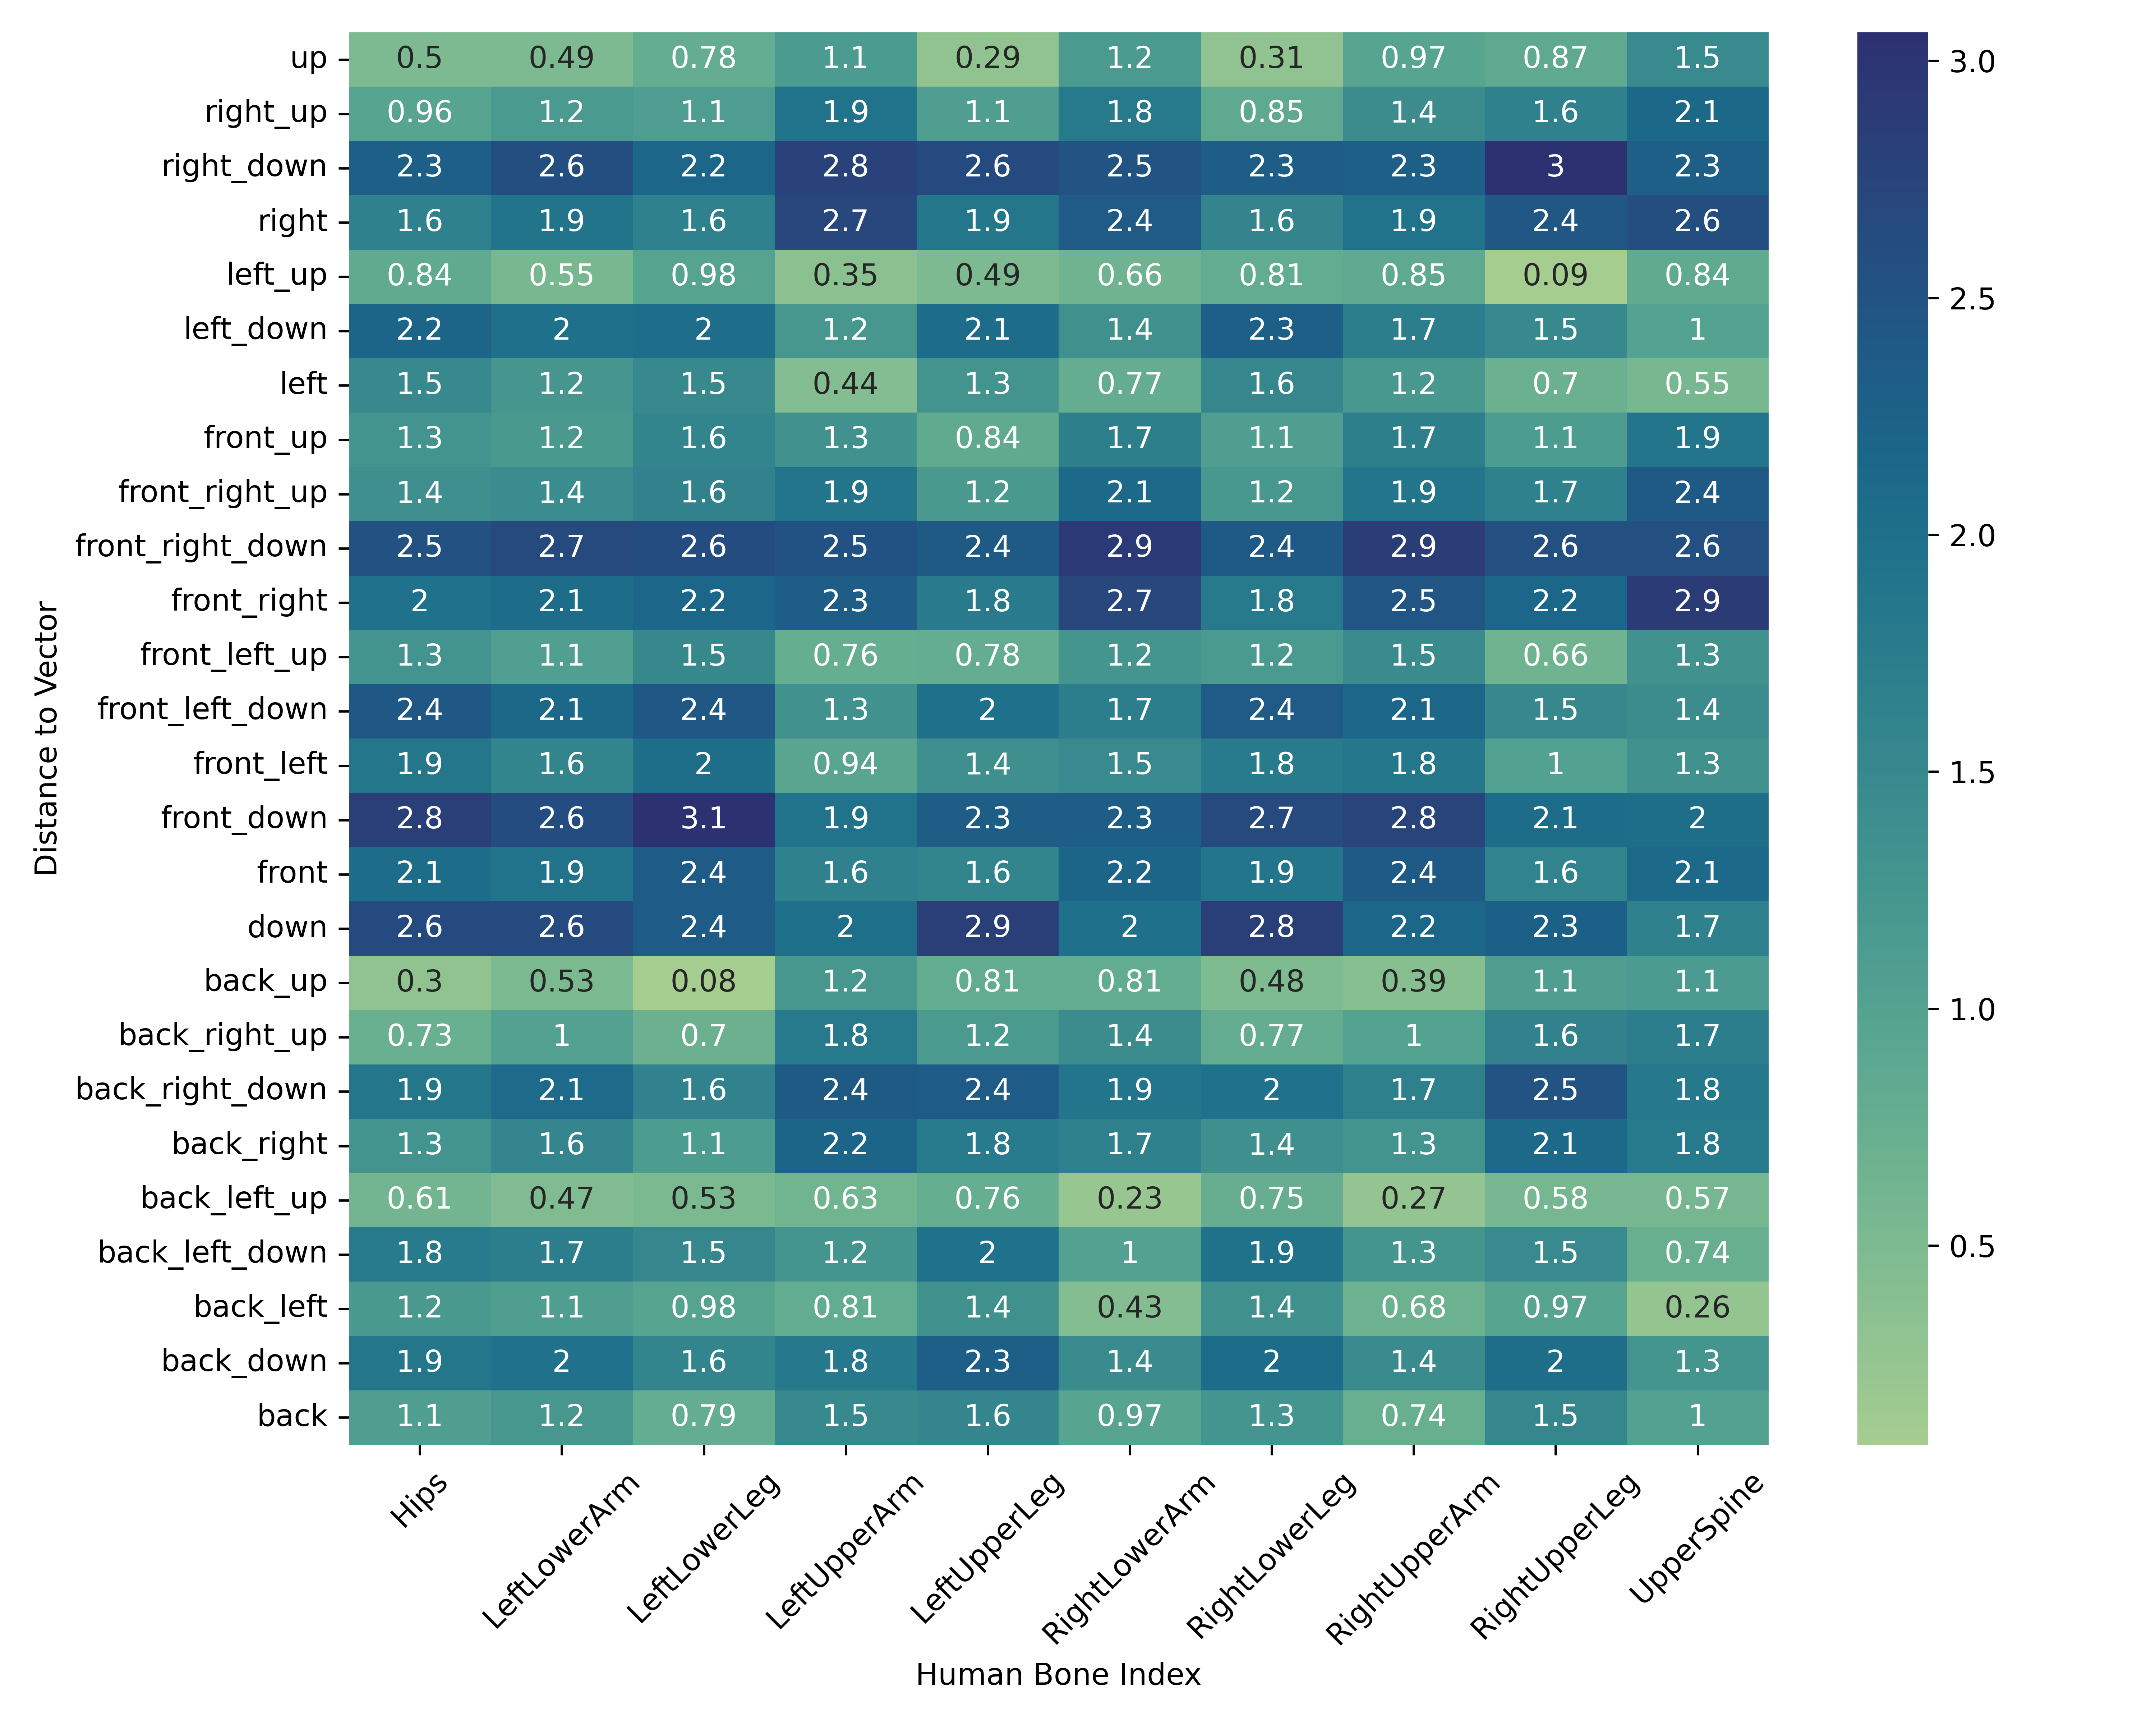 up 0.5 0.49 0.78 1.1 0.29 1.2 0.31 0.97 0.87 1.5
right_up 0.96 1.2 1.1 1.9 1.1 1.8 0.85 1.4 1.6 2.1
right_down 2.3 2.6 2.2 2.8 2.6 2.5 2.3 2.3 3 2.3
right 1.6 1.9 1.6 2.7 1.9 2.4 1.6 1.9 2.4 2.6
left_up 0.84 0.55 0.98 0.35 0.49 0.66 0.81 0.85 0.09 0.84
left_down 2.2 2 2 1.2 2.1 1.4 2.3 1.7 1.5 1
left 1.5 1.2 1.5 0.44 1.3 0.77 1.6 1.2 0.7 0.55
front_up 1.3 1.2 1.6 1.3 0.84 1.7 1.1 1.7 1.1 1.9
front_right_up 1.4 1.4 1.6 1.9 1.2 2.1 1.2 1.9 1.7 2.4
front_right_down 2.5 2.7 2.6 2.5 2.4 2.9 2.4 2.9 2.6 2.6
front_right 2 2.1 2.2 2.3 1.8 2.7 1.8 2.5 2.2 2.9
front_left_up 1.3 1.1 1.5 0.76 0.78 1.2 1.2 1.5 0.66 1.3
front_left_down 2.4 2.1 2.4 1.3 2 1.7 2.4 2.1 1.5 1.4
front_left 1.9 1.6 2 0.94 1.4 1.5 1.8 1.8 1 1.3
front_down 2.8 2.6 3.1 1.9 2.3 2.3 2.7 2.8 2.1 2
front 2.1 1.9 2.4 1.6 1.6 2.2 1.9 2.4 1.6 2.1
down 2.6 2.6 2.4 2 2.9 2 2.8 2.2 2.3 1.7
back_up 0.3 0.53 0.08 1.2 0.81 0.81 0.48 0.39 1.1 1.1
back_right_up 0.73 1 0.7 1.8 1.2 1.4 0.77 1 1.6 1.7
back_right_down 1.9 2.1 1.6 2.4 2.4 1.9 2 1.7 2.5 1.8
back_right 1.3 1.6 1.1 2.2 1.8 1.7 1.4 1.3 2.1 1.8
back_left_up 0.61 0.47 0.53 0.63 0.76 0.23 0.75 0.27 0.58 0.57
back_left_down 1.8 1.7 1.5 1.2 2 1 1.9 1.3 1.5 0.74
back_left 1.2 1.1 0.98 0.81 1.4 0.43 1.4 0.68 0.97 0.26
back_down 1.9 2 1.6 1.8 2.3 1.4 2 1.4 2 1.3
back 1.1 1.2 0.79 1.5 1.6 0.97 1.3 0.74 1.5 1
Distance to Vector
Hips LeftLowerArm LeftLowerLeg LeftUpperArm LeftUpperLeg RightLowerArm RightLowerLeg RightUpperArm RightUpperLeg UpperSpine
Human Bone Index
3.0
2.5
2.0
1.5
1.0
0.5